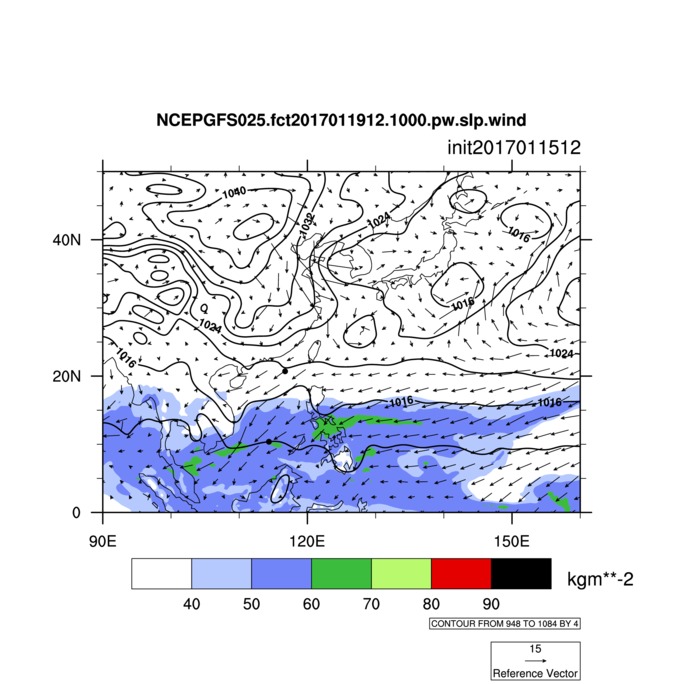 NCEPGFS025.fct2017011912.1000.pw.slp.wind
init2017011512
1040
1032
1024
1016
40N
1016
1024
1024
1016
20N
1016
1016
0
90E
120E
150E
40
50
60
70
80
90
kgm**-2
CONTOUR FROM 948 TO 1084 BY 4
15
Reference Vector